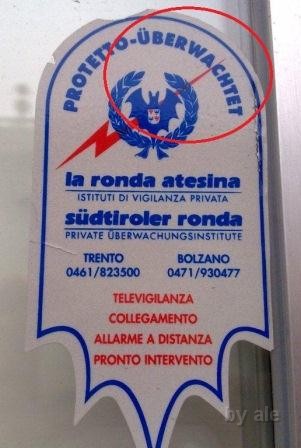 PROTETTO-ÜBERWACHTET
la ronda atesina
ISTITUTI DI VIGILANZA PRIVATA
südtiroler ronda
PRIVATE ÜBERWACHUNGSINSTITUTE
TRENTO BOLZANO
0461/823500 0471/930477
TELEVIGILANZA
COLLEGAMENTO
ALLARME A DISTANZA
PRONTO INTERVENTO
by ale